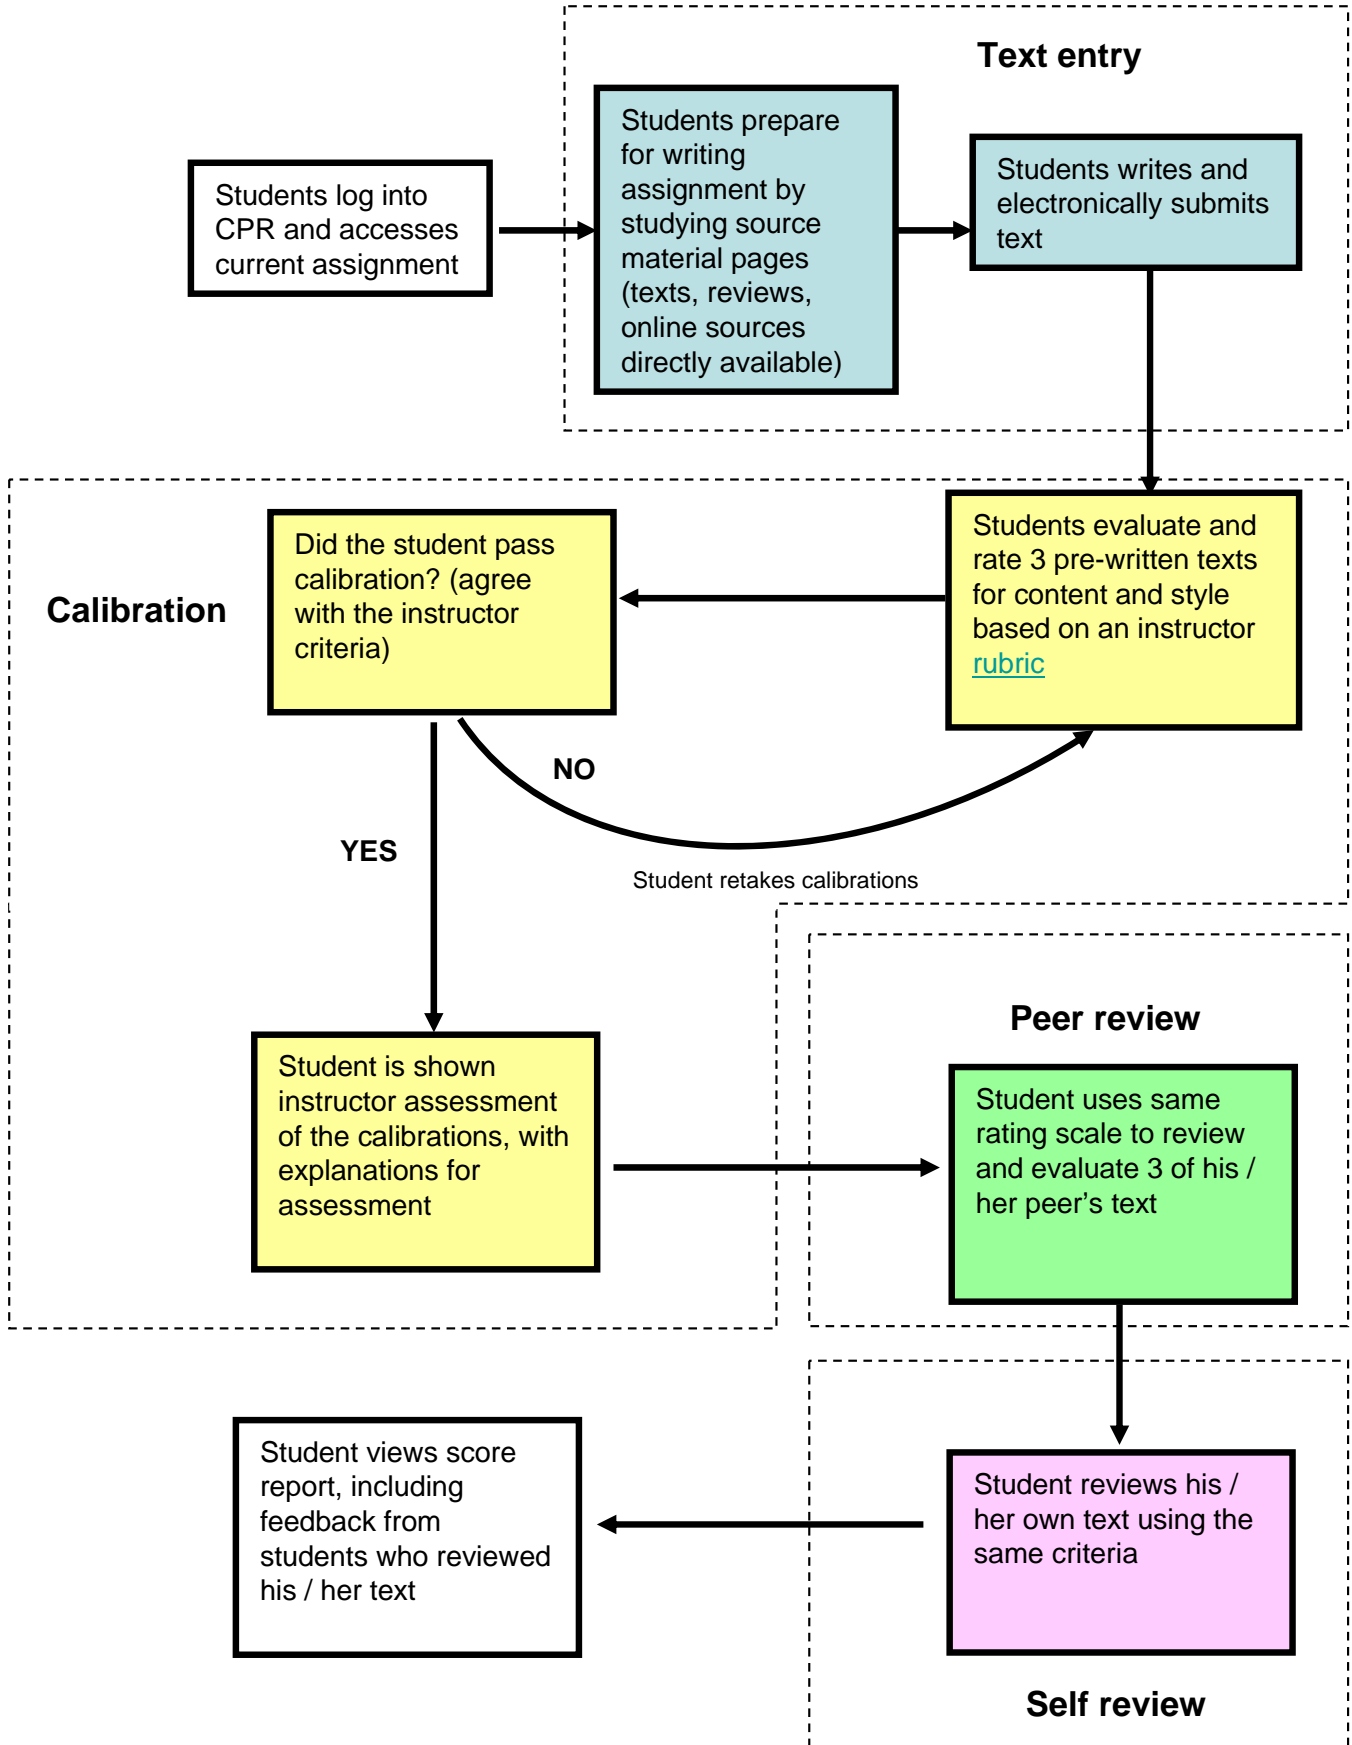 Text entry
Students log into
CPR and accesses
current assignment
Students prepare
for writing
assignment by
studying source
material pages
(texts, reviews,
online sources
directly available)
Students writes and
electronically submits
text
Calibration
Students evaluate and
rate 3 pre-written texts
for content and style
based on an instructor
rubric
Did the student pass
calibration? (agree
with the instructor
criteria)
NO
YES
Student retakes calibrations
Student is shown
instructor assessment
of the calibrations, with
explanations for
assessment
Peer review
Student uses same
rating scale to review
and evaluate 3 of his /
her peer’s text
Student reviews his /
her own text using the
same criteria
Self review
Student views score
report, including
feedback from
students who reviewed
his / her text